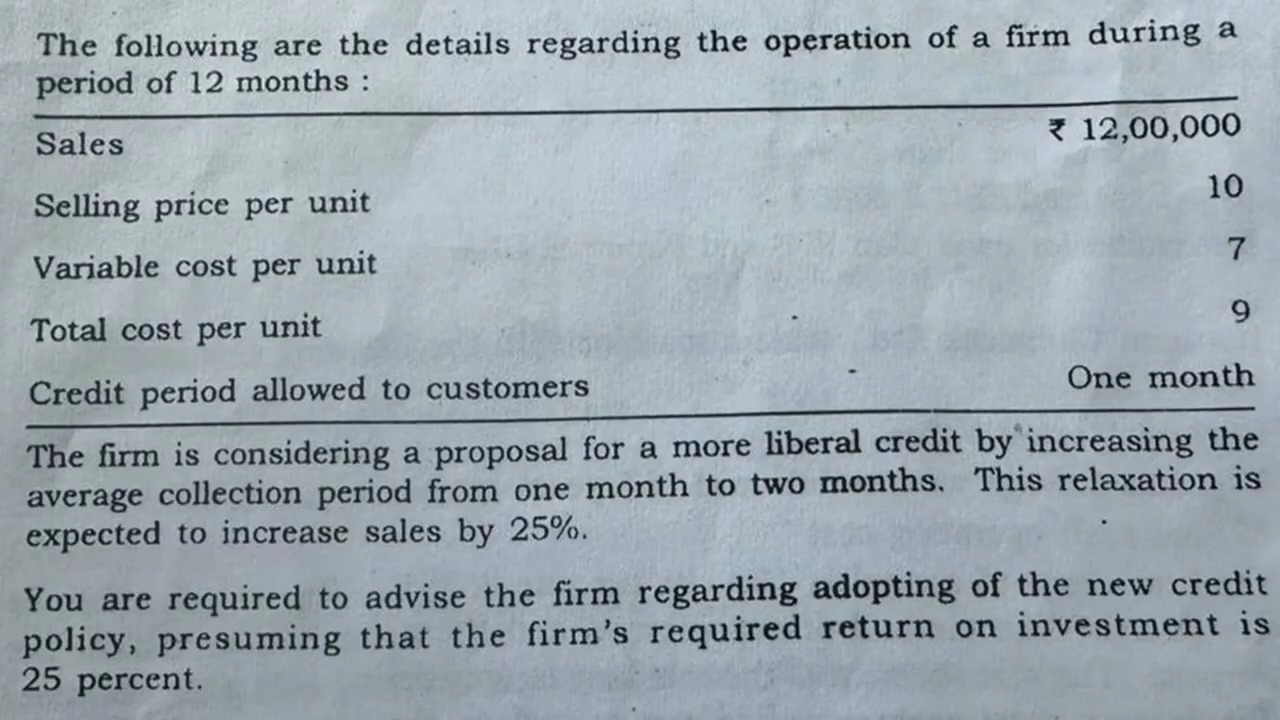 The following are the details regarding the operation of a firm during a
period of 12 months :
Sales ₹ 12,00,000
Selling price per unit 10
Variable cost per unit 7
Total cost per unit 9
Credit period allowed to customers One month
The firm is considering a proposal for a more liberal credit by increasing the
average collection period from one month to two months. This relaxation is
expected to increase sales by 25%.
You are required to advise the firm regarding adopting of the new credit
policy, presuming that the firm's required return on investment is
25 percent.